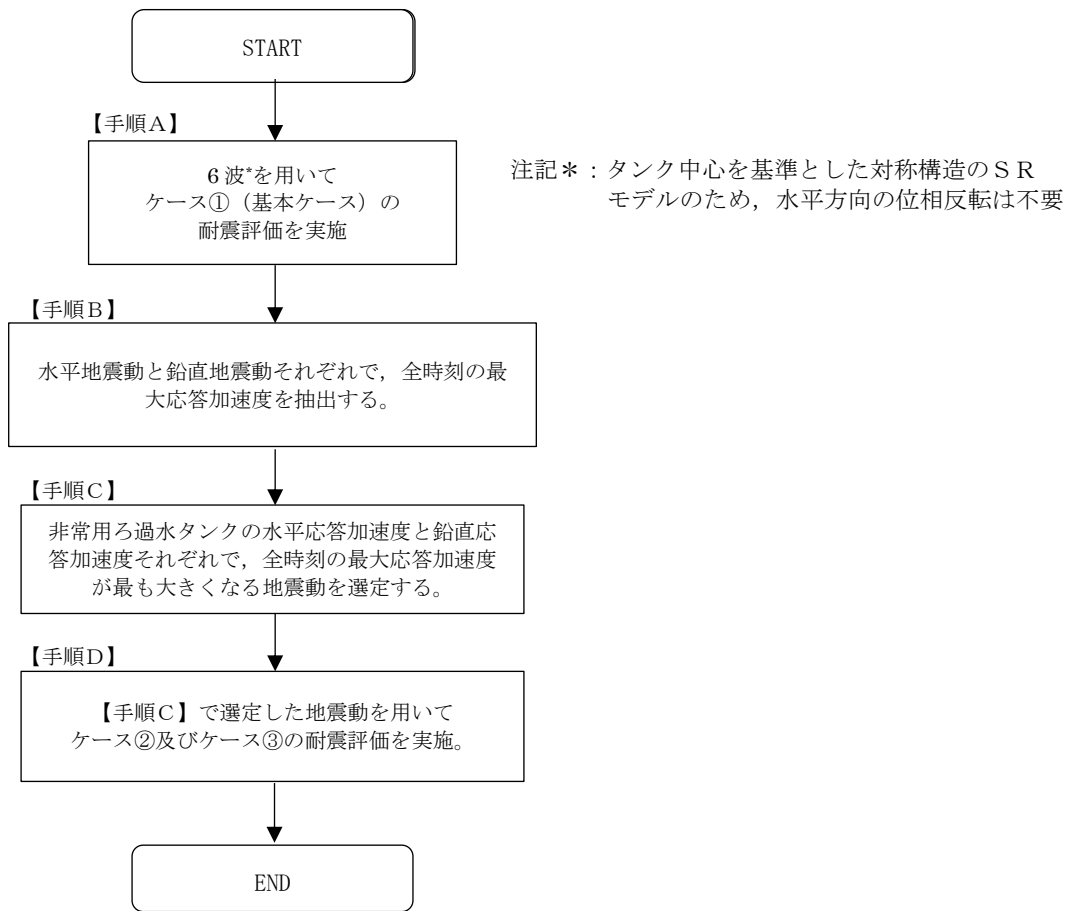 START
【手順A】
6波*を用いて
ケース①（基本ケース）の
耐震評価を実施
注記＊：タンク中心を基準とした対称構造のＳＲ
モデルのため，水平方向の位相反転は不要
【手順B】
水平地震動と鉛直地震動それぞれで，全時刻の最
大応答加速度を抽出する。
【手順C】
非常用ろ過水タンクの水平応答加速度と鉛直応
答加速度それぞれで，全時刻の最大応答加速度
が最も大きくなる地震動を選定する。
【手順D】
【手順C】で選定した地震動を用いて
ケース②及びケース③の耐震評価を実施。
END